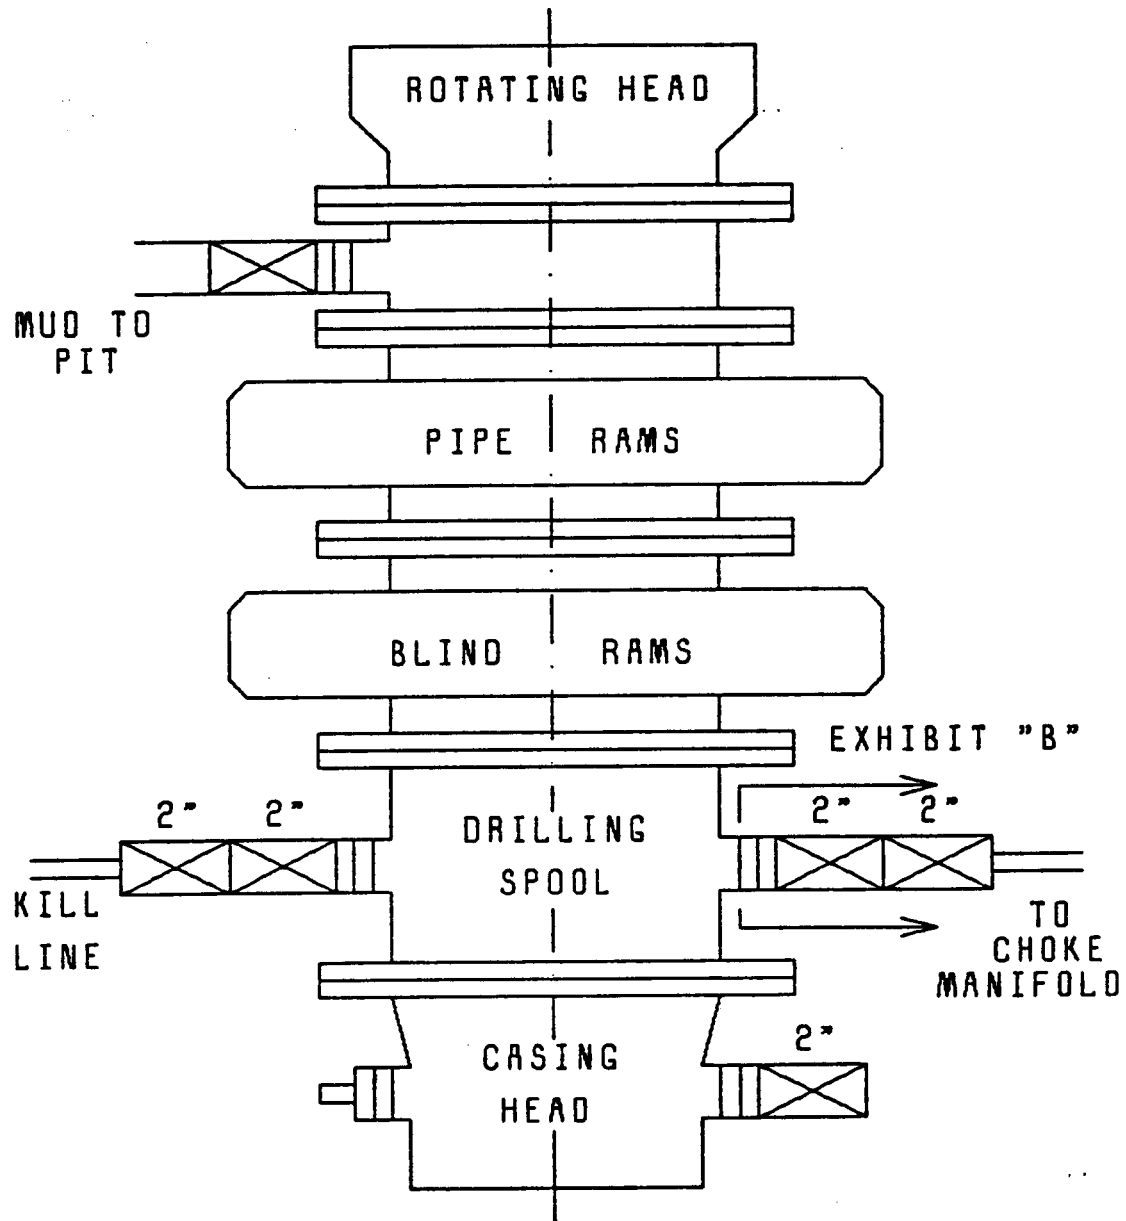 ROTATING HEAD
MUD TO
PIT
PIPE RAMS
BLIND RAMS
EXHIBIT "B"
2" 2"
DRILLING
SPOOL
2" 2"
KILL
LINE
TO
CHOKE
MANIFOLD
CASING
HEAD
2"